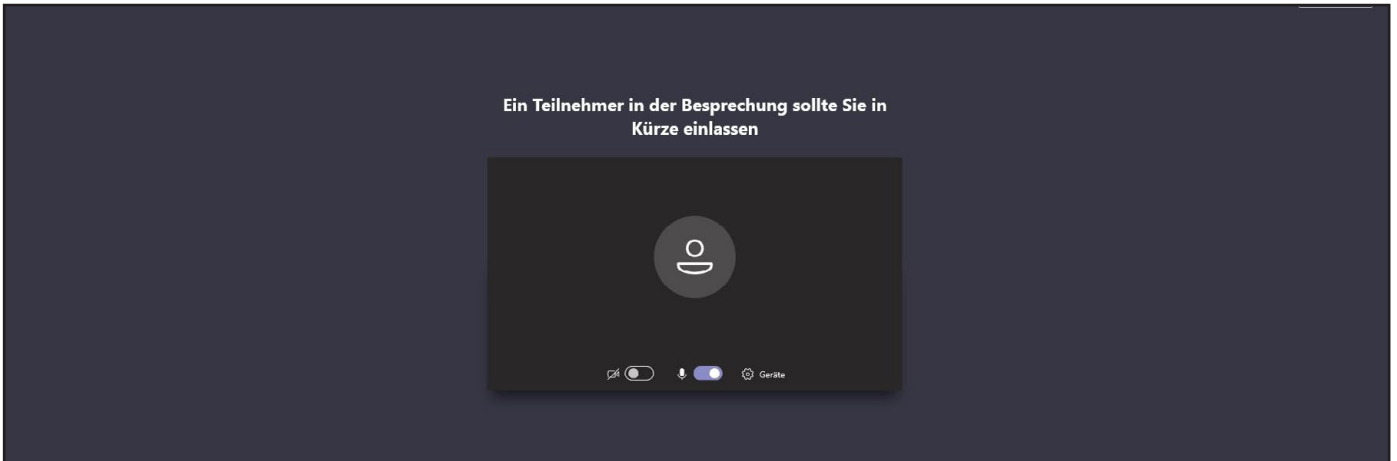 Ein Teilnehmer in der Besprechung sollte Sie in
Kürze einlassen
Geräte